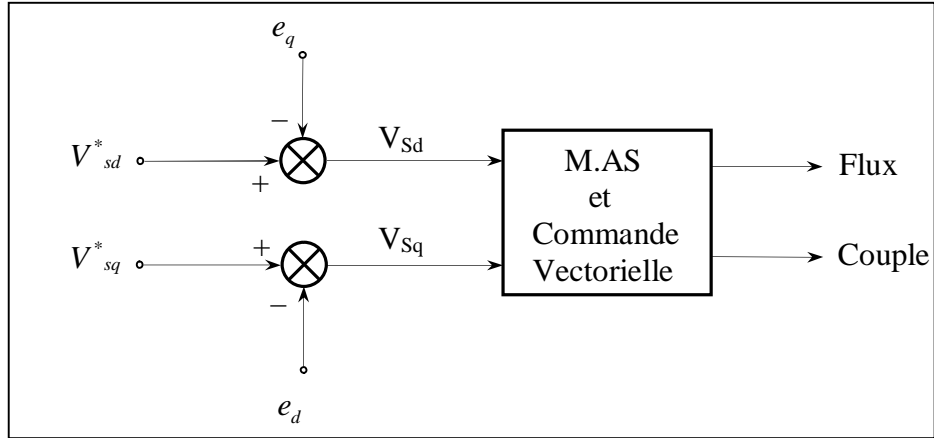 e_q
−
V*_sd
+
V_Sd
M.AS
et
Commande
Vectorielle
Flux
V*_sq
+
V_Sq
Couple
−
e_d